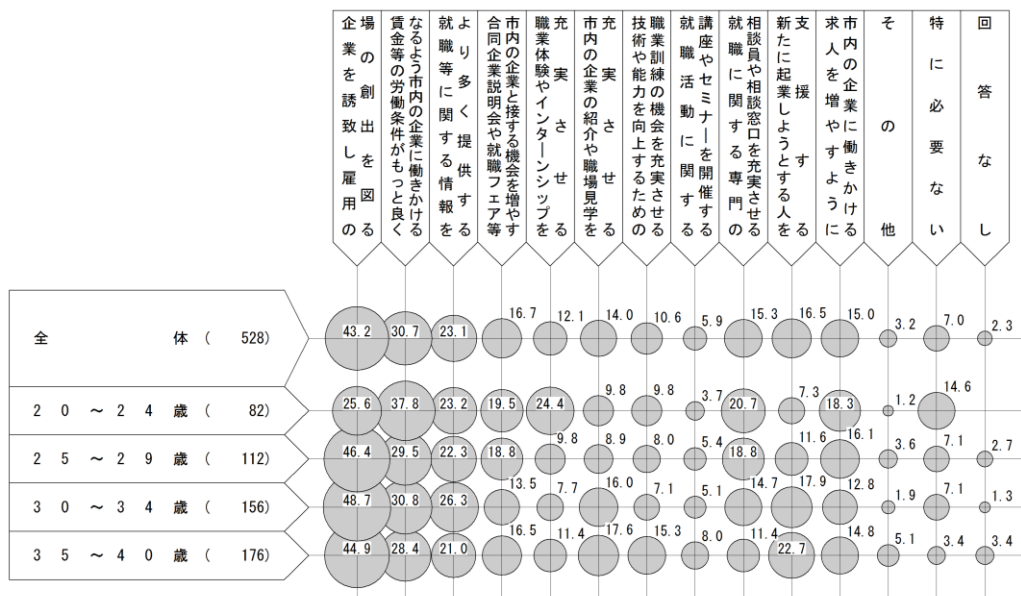 企業を誘致し雇用の
場の創出を図る
賃金等の労働条件がもっと良く
なるよう市内の企業に働きかける
就職等に関する情報を
より多く提供する
合同企業説明会や就職フェア等
市内の企業と接する機会を増やす
職業体験やインターンシップを
充実させる
市内の企業の紹介や職場見学を
充実させる
技術や能力を向上するための
職業訓練の機会を充実させる
就職活動に関する
講座やセミナーを開催する
就職に関する専門の
相談員や相談窓口を充実させる
新たに起業しようとする人を
支援する
求人を増やすように
市内の企業に働きかける
その他
特に必要ない
回答なし
全体(528) 43.2 30.7 23.1 16.7 12.1 14.0 10.6 5.9 15.3 16.5 15.0 3.2 7.0 2.3
20~24歳(82) 25.6 37.8 23.2 19.5 24.4 9.8 9.8 3.7 20.7 7.3 18.3 1.2 14.6
25~29歳(112) 46.4 29.5 22.3 18.8 9.8 8.9 8.0 5.4 18.8 11.6 16.1 3.6 7.1 2.7
30~34歳(156) 48.7 30.8 26.3 13.5 7.7 16.0 7.1 5.1 14.7 17.9 12.8 1.9 7.1 1.3
35~40歳(176) 44.9 28.4 21.0 16.5 11.4 17.6 15.3 8.0 11.4 22.7 14.8 5.1 3.4 3.4